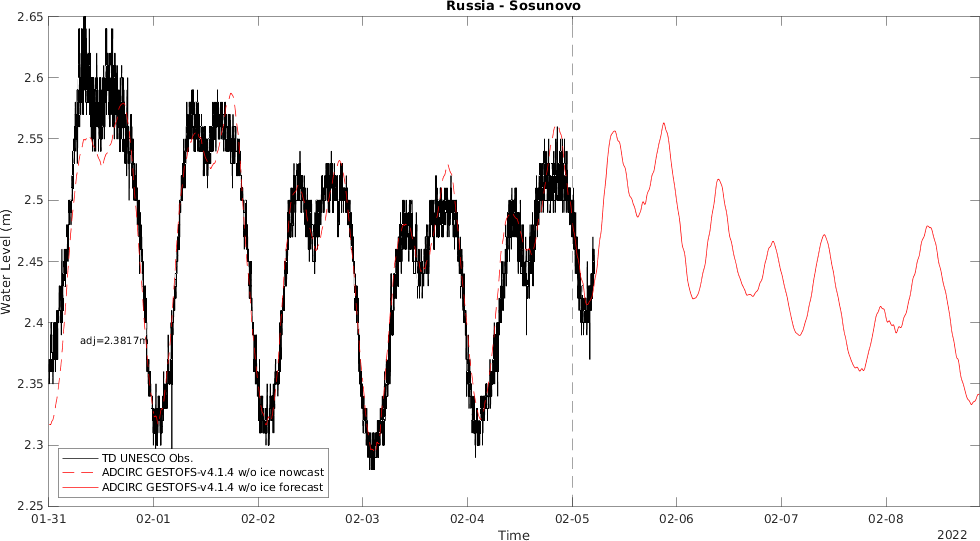 Russia - Sosunovo
2.65
2.6
2.55
2.5
2.45
2.4
2.35
2.3
2.25
Water Level (m)
adj=2.3817m
TD UNESCO Obs.
ADCIRC GESTOFS-v4.1.4 w/o ice nowcast
ADCIRC GESTOFS-v4.1.4 w/o ice forecast
01-31 02-01 02-02 02-03 02-04 02-05 02-06 02-07 02-08
Time
2022